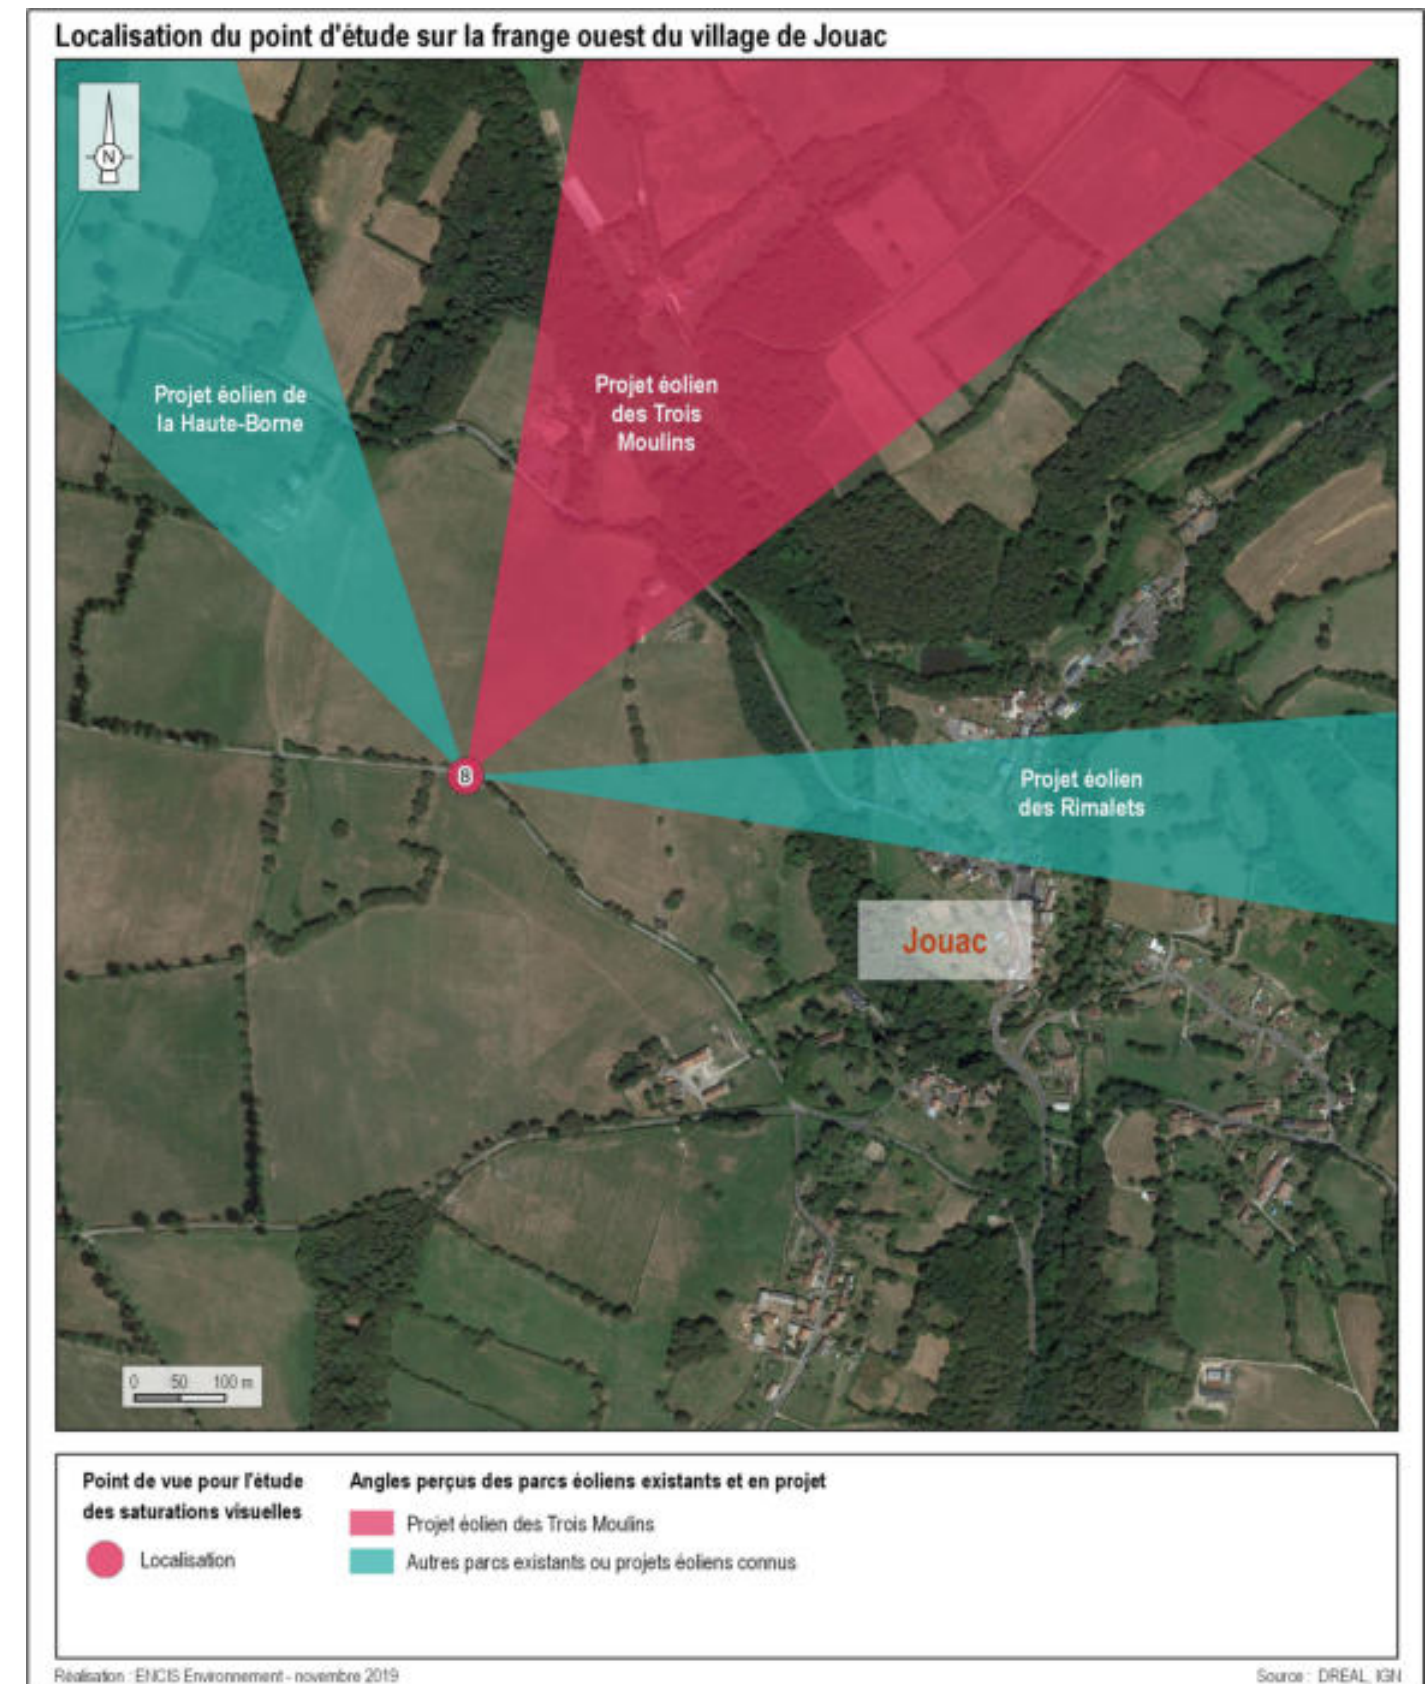 Localisation du point d'étude sur la frange ouest du village de Jouac
N
Projet éolien de
la Haute-Borne
Projet éolien
des Trois
Moulins
8
Projet éolien
des Rimalets
Jouac
0 50 100 m
Point de vue pour l'étude
des saturations visuelles
Localisation
Angles perçus des parcs éoliens existants et en projet
Projet éolien des Trois Moulins
Autres parcs existants ou projets éoliens connus
Réalisation : ENCIS Environnement - novembre 2019
Source : DREAL, IGN